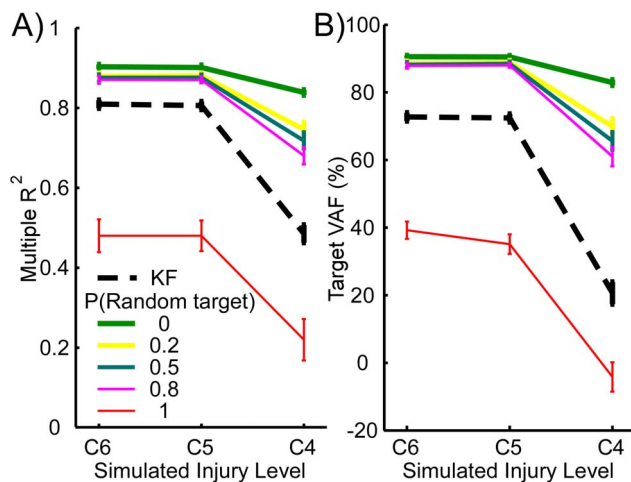 A)
1
0.8
0.6
0.4
0.2
0
Multiple R²
KF
P(Random target)
0
0.2
0.5
0.8
1
C6 C5 C4
Simulated Injury Level
B)
100
80
60
40
20
0
-20
Target VAF (%)
C6 C5 C4
Simulated Injury Level